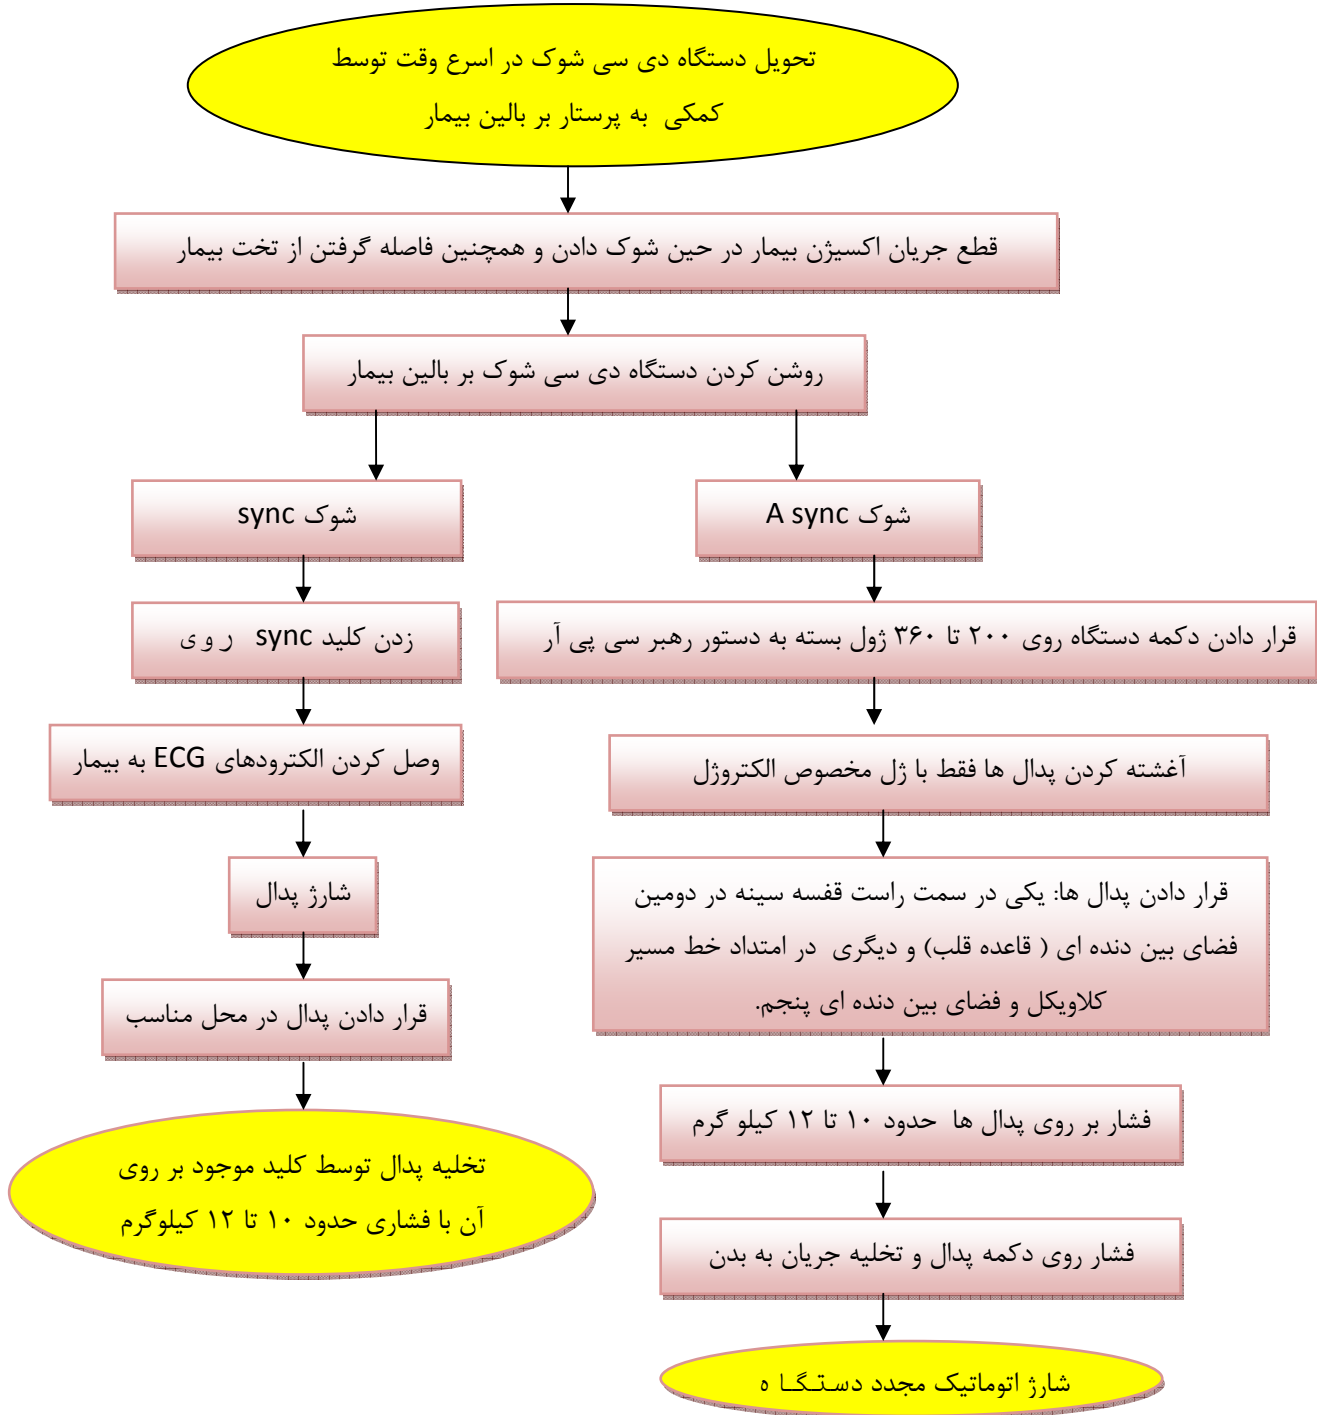 تحویل دستگاه دی سی شوک در اسرع وقت توسط
کمکی به پرستار بر بالین بیمار
قطع جریان اکسیژن بیمار در حین شوک دادن و همچنین فاصله گرفتن از تخت بیمار
روشن کردن دستگاه دی سی شوک بر بالین بیمار
شوک A sync
قرار دادن دکمه دستگاه روی ۲۰۰ تا ۳۶۰ ژول بسته به دستور رهبر سی پی آر
آغشته کردن پدال ها فقط با ژل مخصوص الکتروژل
قرار دادن پدال ها: یکی در سمت راست قفسه سینه در دومین
فضای بین دنده ای ( قاعده قلب) و دیگری در امتداد خط مسیر
کلاویکل و فضای بین دنده ای پنجم.
فشار بر روی پدال ها حدود ۱۰ تا ۱۲ کیلو گرم
فشار روی دکمه پدال و تخلیه جریان به بدن
شارژ اتوماتیک مجدد دستگاه
شوک sync
زدن کلید sync روی
وصل کردن الکترودهای ECG به بیمار
شارژ پدال
قرار دادن پدال در محل مناسب
تخلیه پدال توسط کلید موجود بر روی
آن با فشاری حدود ۱۰ تا ۱۲ کیلوگرم